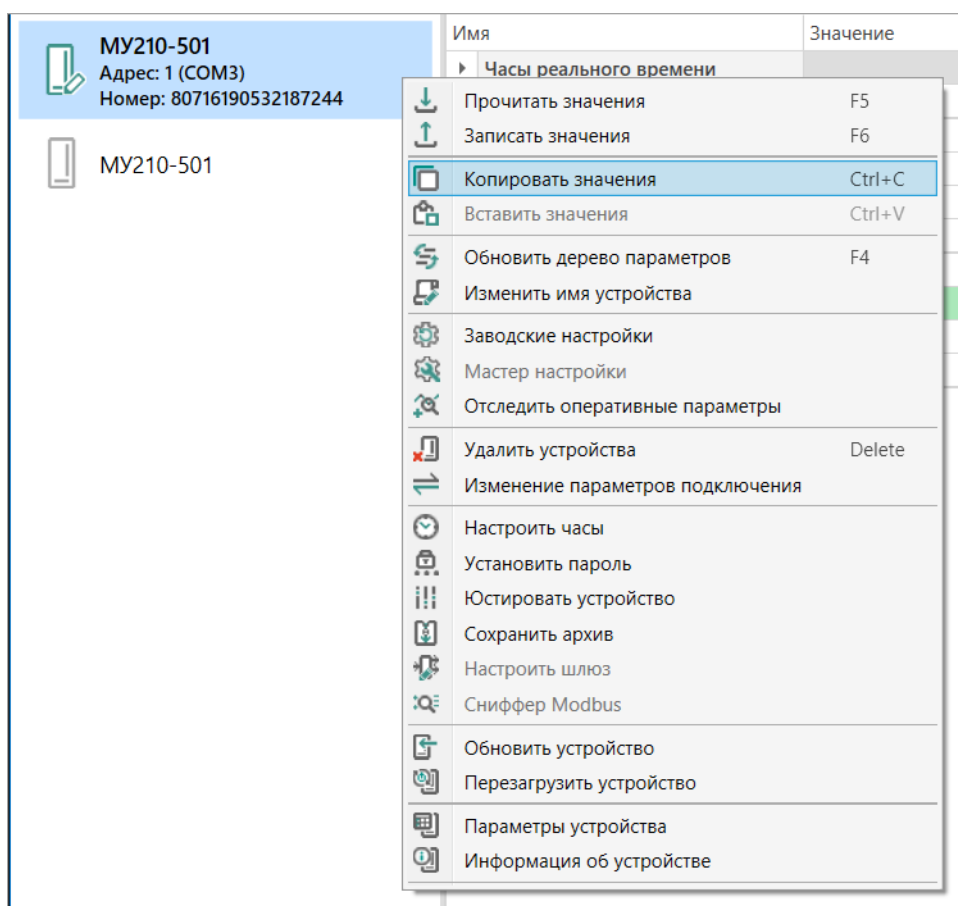 МУ210-501
Адрес: 1 (COM3)
Номер: 80716190532187244
МУ210-501
Имя Значение
Часы реального времени
Прочитать значения F5
Записать значения F6
Копировать значения Ctrl+C
Вставить значения Ctrl+V
Обновить дерево параметров F4
Изменить имя устройства
Заводские настройки
Мастер настройки
Отследить оперативные параметры
Удалить устройства Delete
Изменение параметров подключения
Настроить часы
Установить пароль
Юстировать устройство
Сохранить архив
Настроить шлюз
Сниффер Modbus
Обновить устройство
Перезагрузить устройство
Параметры устройства
Информация об устройстве